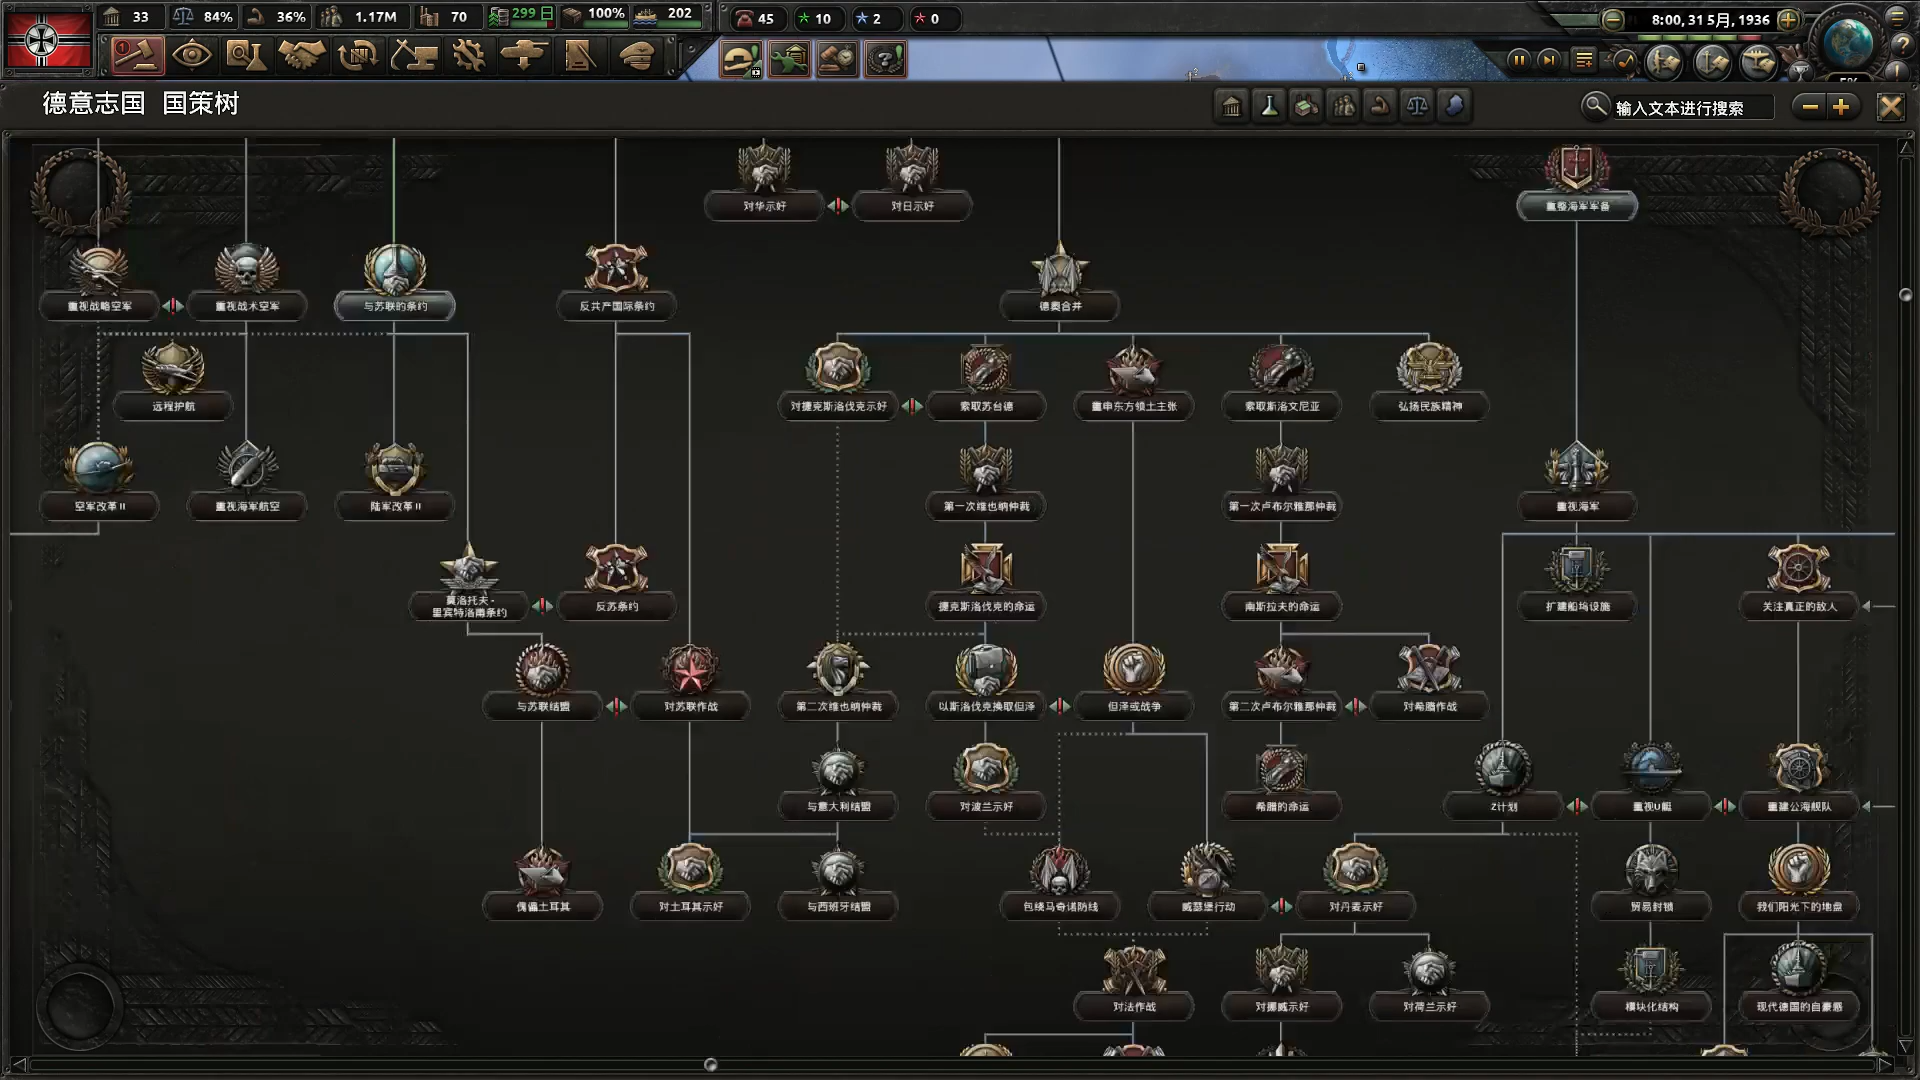 33 84% 36% 1.17M 70 299 100% 202 45 10 2 0 8:00, 31 5月, 1936
5%
德意志国 国策树
输入文本进行搜索
对华示好 对日示好 重整海军军备
重视战略空军 重视战术空军 与苏联的条约 反共产国际条约 德奥合并
远程护航 对捷克斯洛伐克示好 索取苏台德 重申东方领土主张 索取斯洛文尼亚 弘扬民族精神
空军改革II 重视海军航空 陆军改革II 第一次维也纳仲裁 第一次卢布尔雅那仲裁 重视海军
莫洛托夫-
里宾特洛甫条约 反苏条约 捷克斯洛伐克的命运 南斯拉夫的命运 扩建船坞设施 关注真正的敌人
与苏联结盟 对苏联作战 第二次维也纳仲裁 以斯洛伐克换取但泽 但泽或战争 第二次卢布尔雅那仲裁 对希腊作战
与意大利结盟 对波兰示好 希腊的命运 Z计划 重视U艇 重建公海舰队
傀儡土耳其 对土耳其示好 与西班牙结盟 包绕马奇诺防线 威瑟堡行动 对丹麦示好 贸易封锁 我们阳光下的地盘
对法作战 对挪威示好 对荷兰示好 模块化结构 现代德国的自豪感